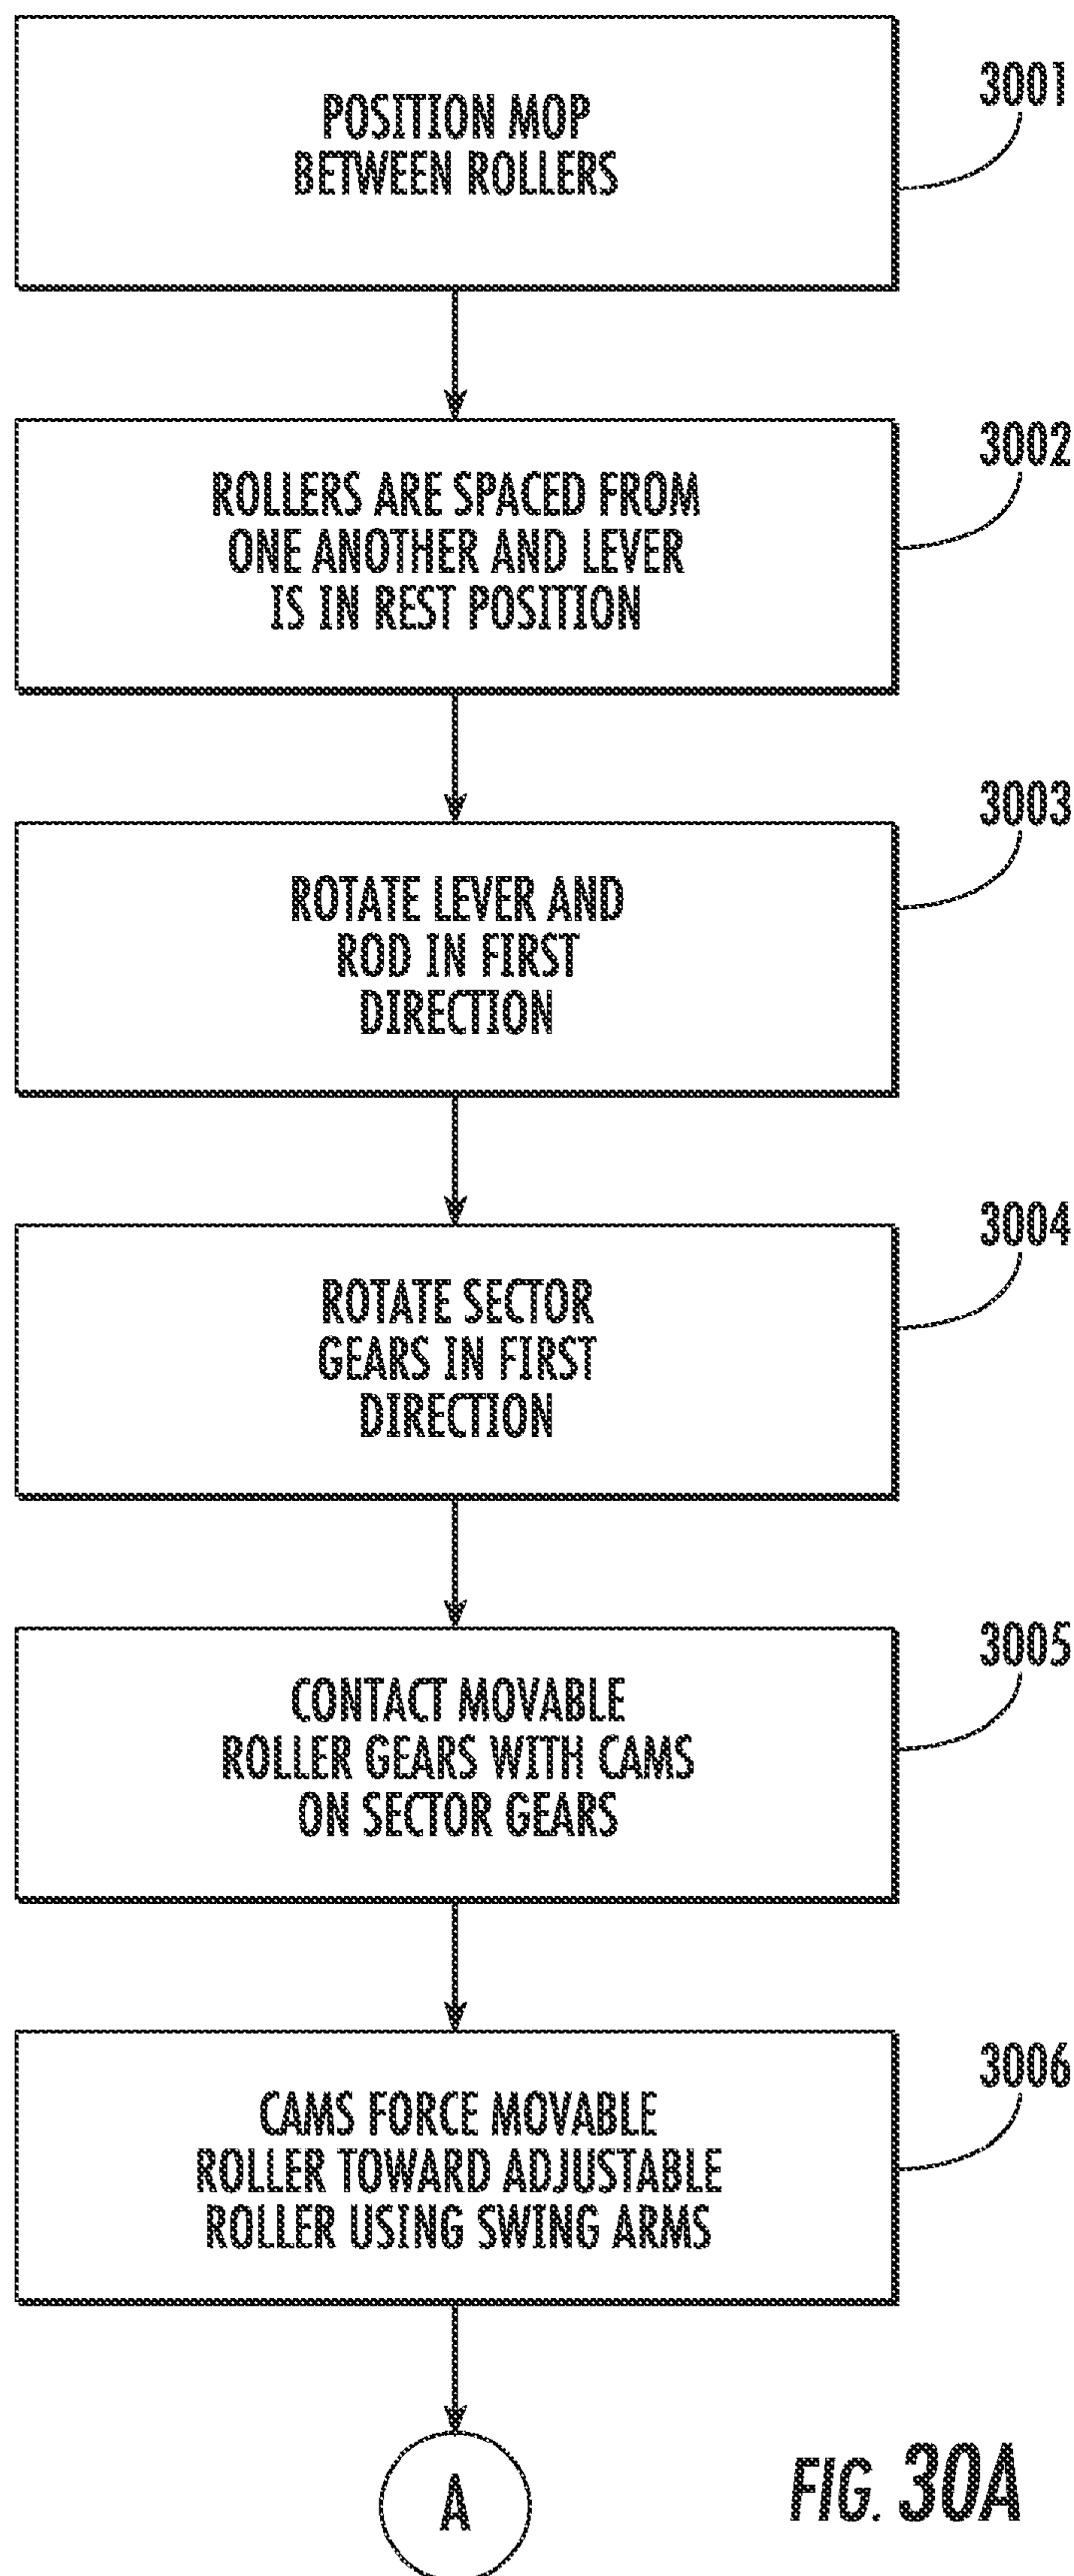 POSITION MOP
BETWEEN ROLLERS
3001
ROLLERS ARE SPACED FROM
ONE ANOTHER AND LEVER
IS IN REST POSITION
3002
ROTATE LEVER AND
ROD IN FIRST
DIRECTION
3003
ROTATE SECTOR
GEARS IN FIRST
DIRECTION
3004
CONTACT MOVABLE
ROLLER GEARS WITH CAMS
ON SECTOR GEARS
3005
CAMS FORCE MOVABLE
ROLLER TOWARD ADJUSTABLE
ROLLER USING SWING ARMS
3006
A
FIG. 30A